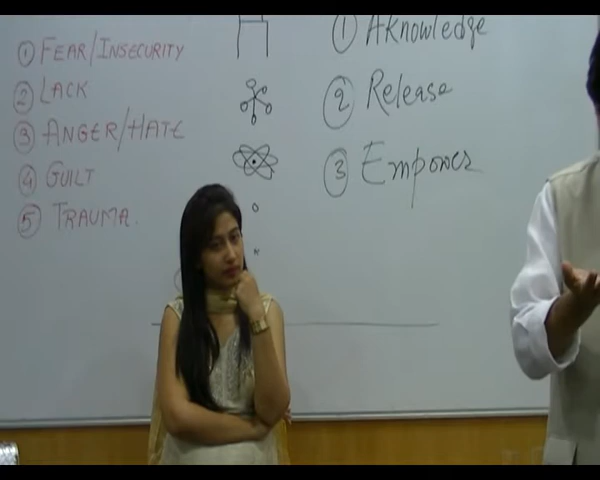 ① FEAR/INSECURITY
② LACK
③ ANGER/HATE
④ GUILT
⑤ TRAUMA.
① Aknowledge
② Release
③ Empower